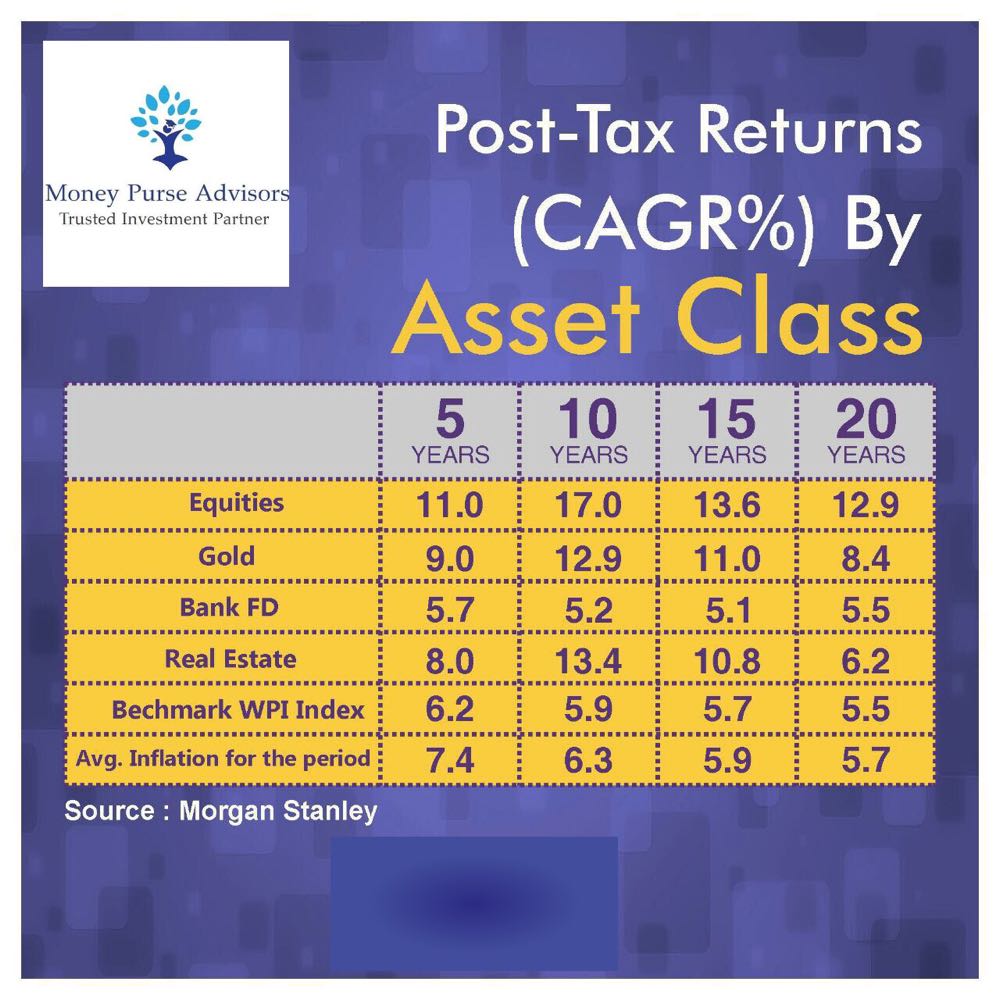 Money Purse Advisors
Trusted Investment Partner
Post-Tax Returns
(CAGR%) By
Asset Class
5 10 15 20
YEARS YEARS YEARS YEARS
Equities 11.0 17.0 13.6 12.9
Gold 9.0 12.9 11.0 8.4
Bank FD 5.7 5.2 5.1 5.5
Real Estate 8.0 13.4 10.8 6.2
Bechmark WPI Index 6.2 5.9 5.7 5.5
Avg. Inflation for the period 7.4 6.3 5.9 5.7
Source : Morgan Stanley